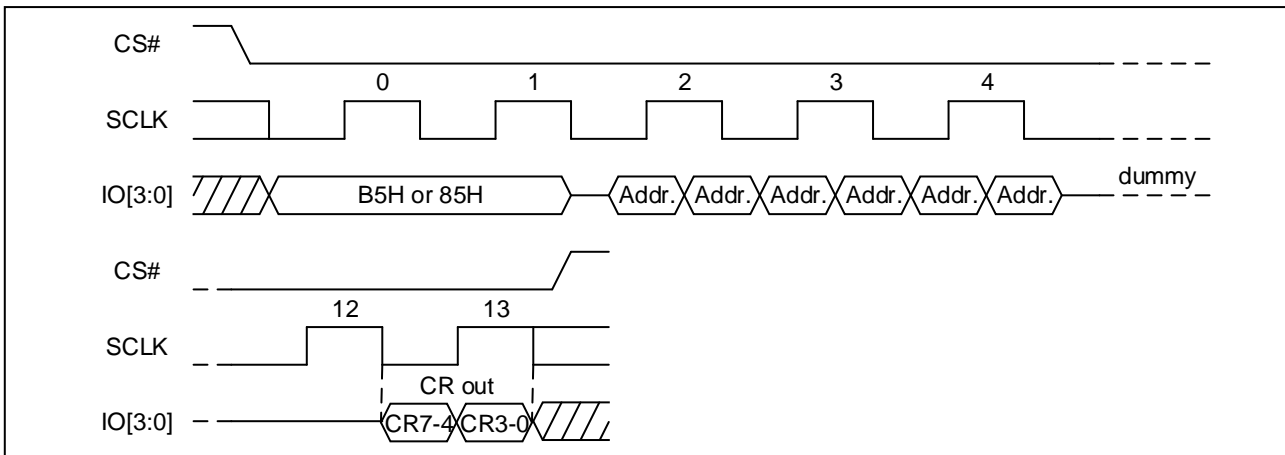 CS#
0 1 2 3 4
SCLK
IO[3:0] B5H or 85H Addr. Addr. Addr. Addr. Addr. Addr. dummy
CS#
12 13
SCLK
CR out
IO[3:0] CR7-4 CR3-0